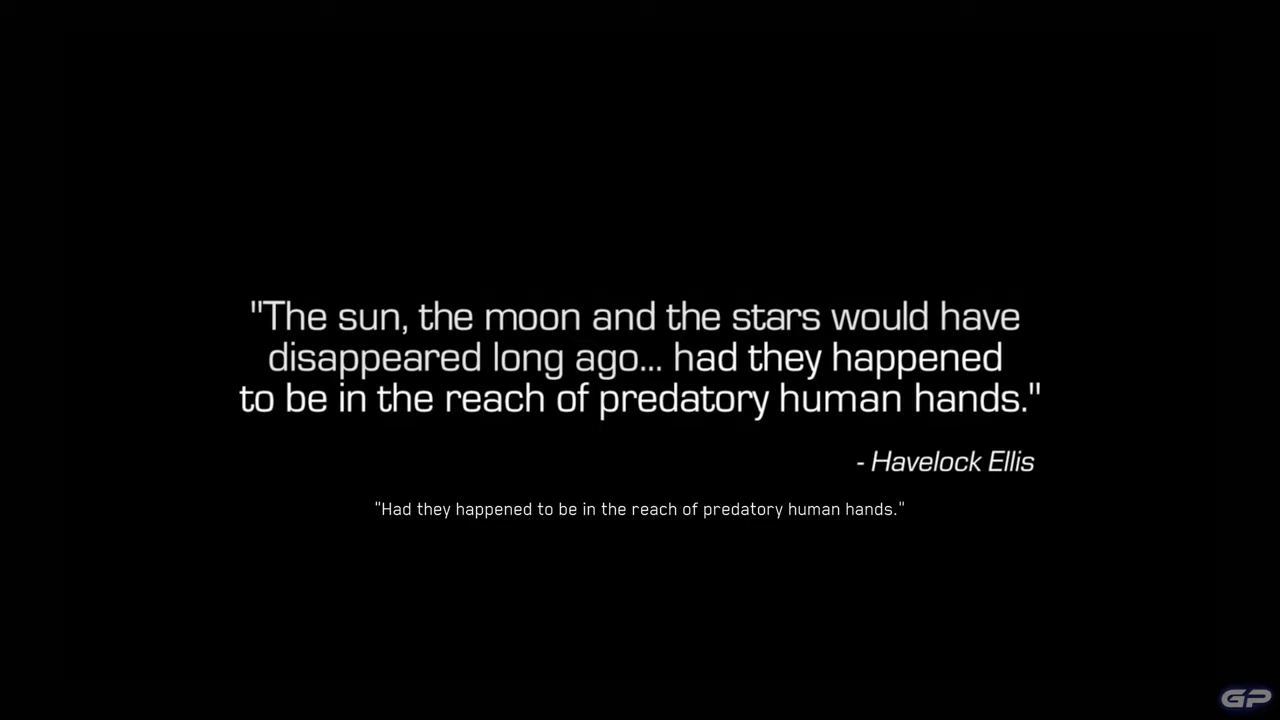 "The sun, the moon and the stars would have
disappeared long ago... had they happened
to be in the reach of predatory human hands."
- Havelock Ellis
"Had they happened to be in the reach of predatory human hands."
GP